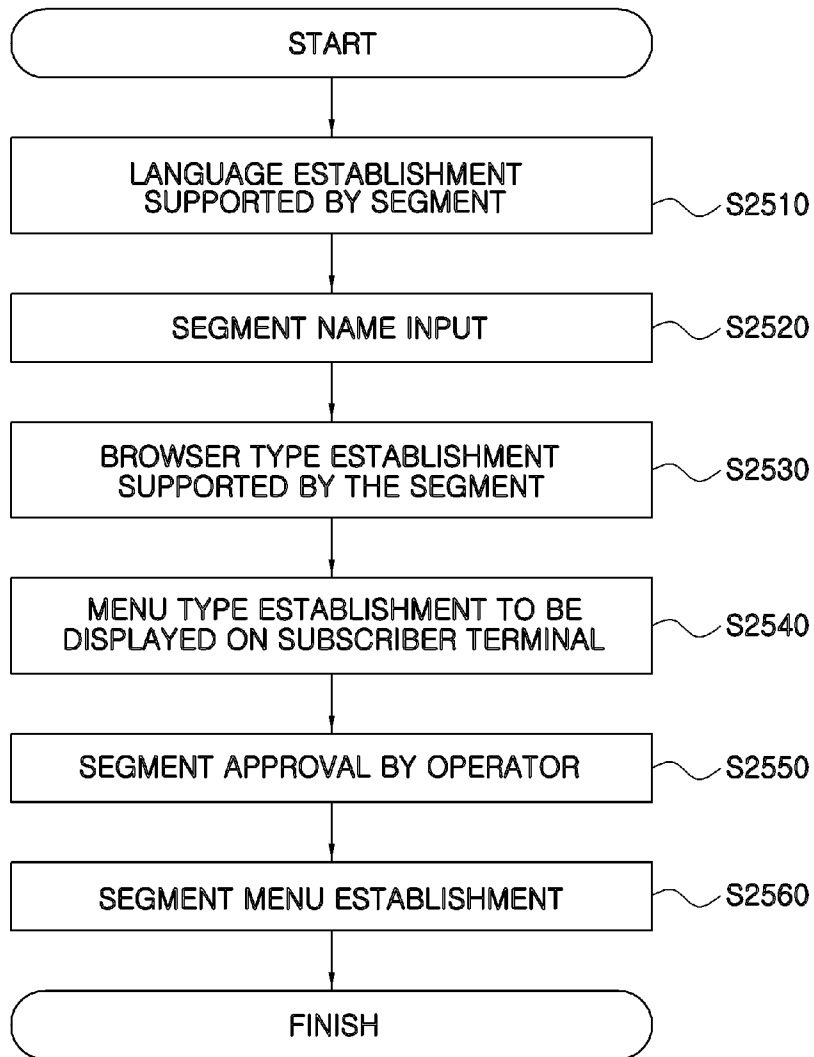 START
LANGUAGE ESTABLISHMENT
SUPPORTED BY SEGMENT
S2510
SEGMENT NAME INPUT
S2520
BROWSER TYPE ESTABLISHMENT
SUPPORTED BY THE SEGMENT
S2530
MENU TYPE ESTABLISHMENT TO BE
DISPLAYED ON SUBSCRIBER TERMINAL
S2540
SEGMENT APPROVAL BY OPERATOR
S2550
SEGMENT MENU ESTABLISHMENT
S2560
FINISH